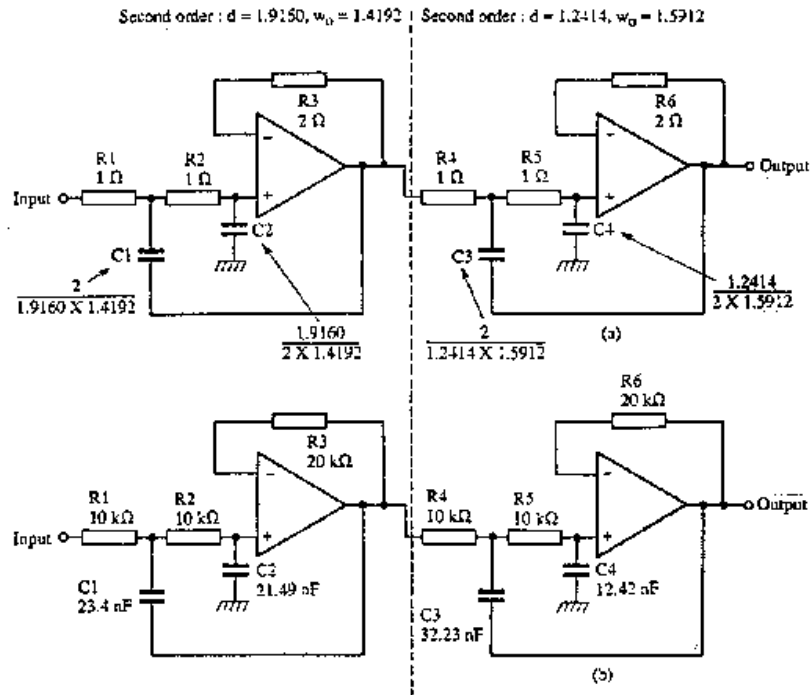 Second order : d = 1.9160, w₀ = 1.4192
Second order : d = 1.2414, w₀ = 1.5912
R3
2 Ω
R6
2 Ω
R1
1 Ω
R2
1 Ω
R4
1 Ω
R5
1 Ω
Input
Output
−
+
−
+
C1
C2
C3
C4
2
1.9160 X 1.4192
1.9160
2 X 1.4192
2
1.2414 X 1.5912
1.2414
2 X 1.5912
(a)
R3
20 kΩ
R6
20 kΩ
R1
10 kΩ
R2
10 kΩ
R4
10 kΩ
R5
10 kΩ
Input
Output
−
+
−
+
C1
23.4 nF
C2
21.49 nF
C3
32.23 nF
C4
12.42 nF
(b)